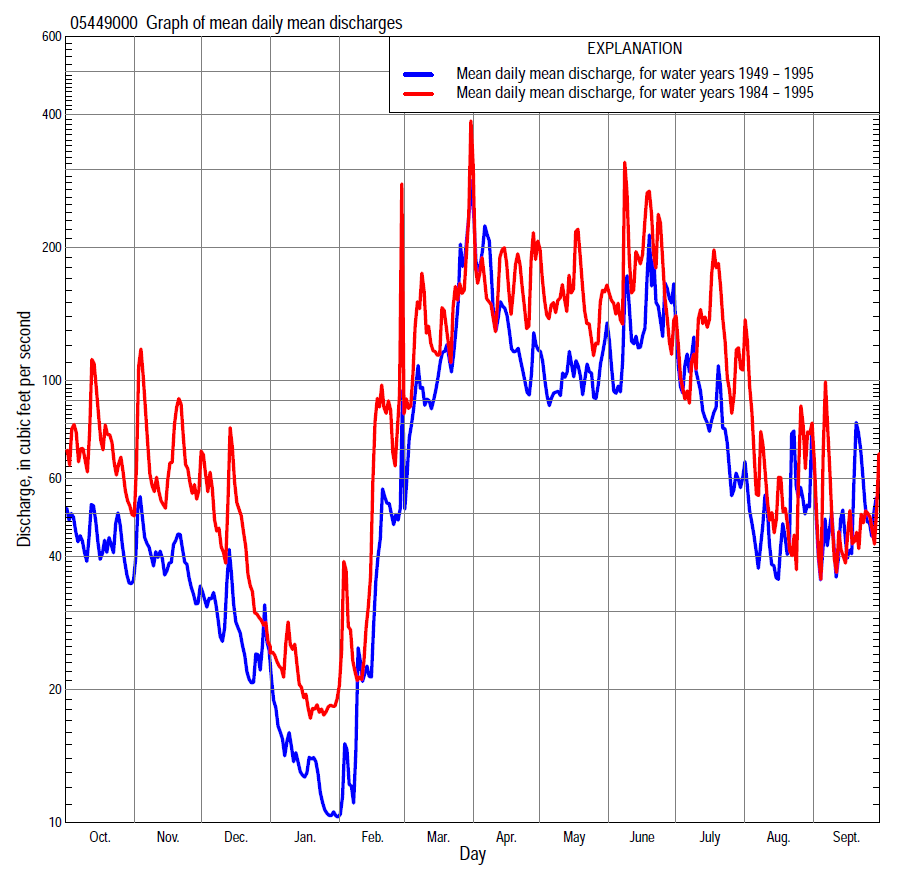 05449000 Graph of mean daily mean discharges
EXPLANATION
Mean daily mean discharge, for water years 1949 – 1995
Mean daily mean discharge, for water years 1984 – 1995
Discharge, in cubic feet per second
600
400
200
100
60
40
20
10
Oct. Nov. Dec. Jan. Feb. Mar. Apr. May June July Aug. Sept.
Day